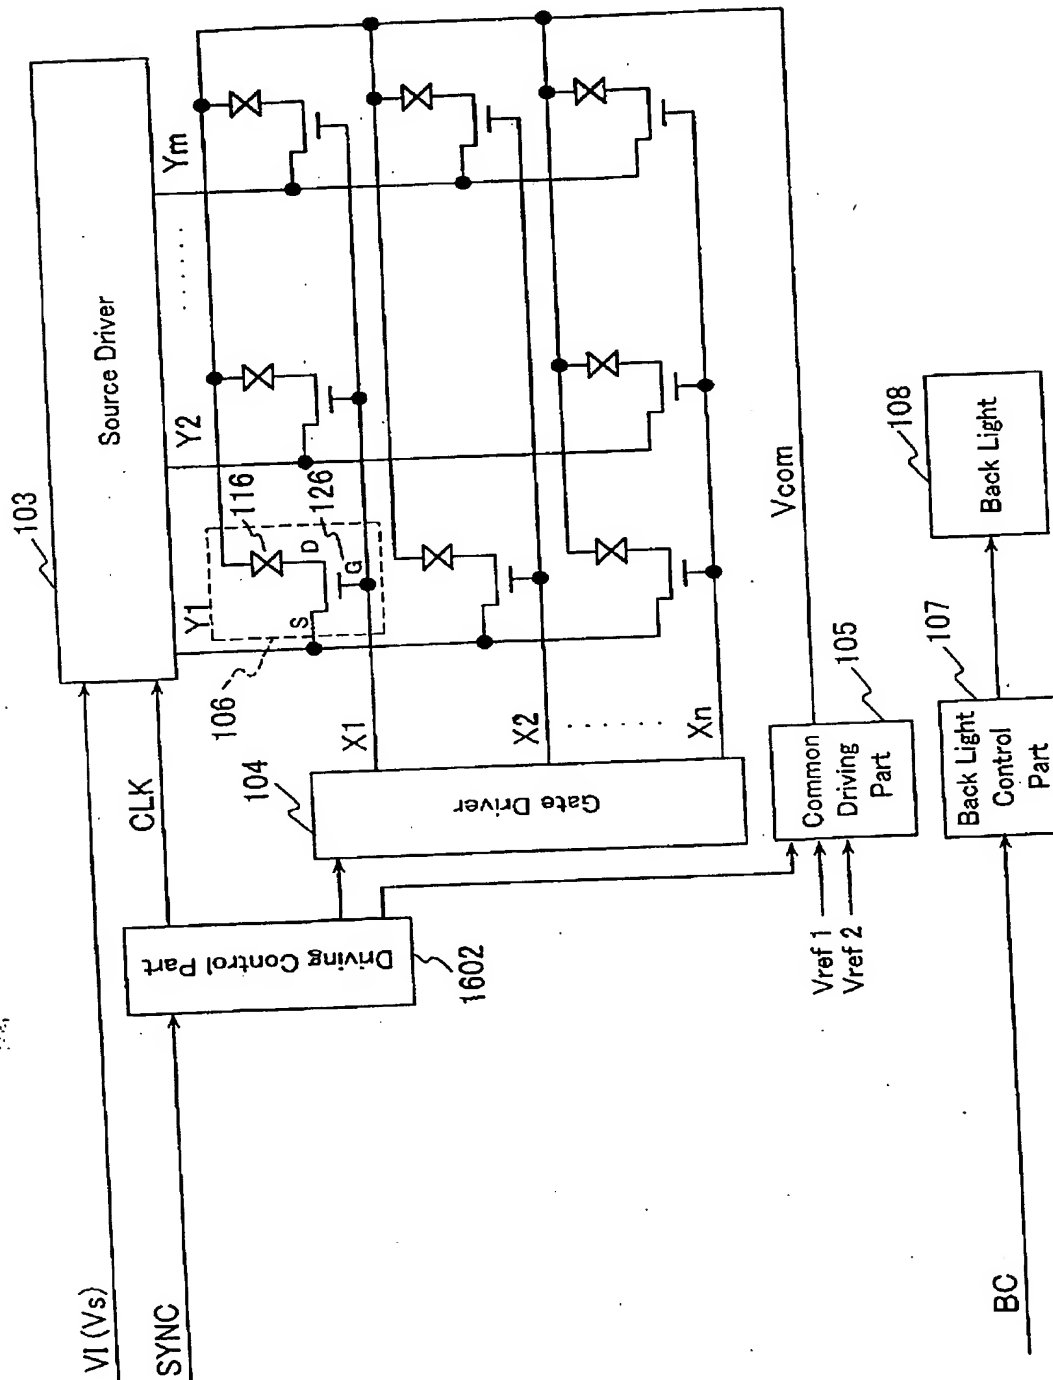 103
Source Driver
Y1
Y2
. . . . . .
Ym
116
126
D
G
S
106
CLK
VI (Vs)
SYNC
Driving Control Part
1602
104
Gate Driver
X1
X2
. . . . . .
Xn
Vcom
105
Common
Driving
Part
Vref 1
Vref 2
107
Back Light
Control
Part
108
Back Light
BC